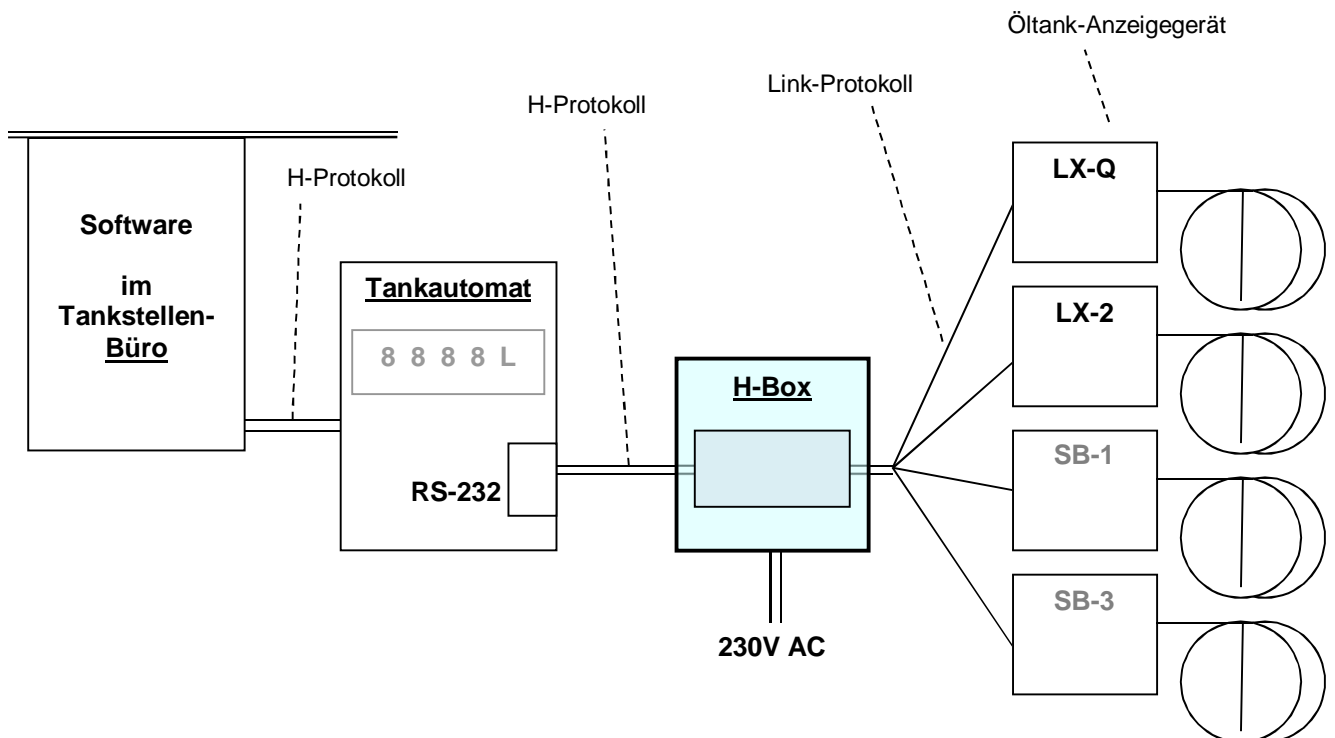 Öltank-Anzeigegerät
Link-Protokoll
H-Protokoll
H-Protokoll
Software
im
Tankstellen-
Büro
Tankautomat
8 8 8 8 L
RS-232
H-Box
230V AC
LX-Q
LX-2
SB-1
SB-3